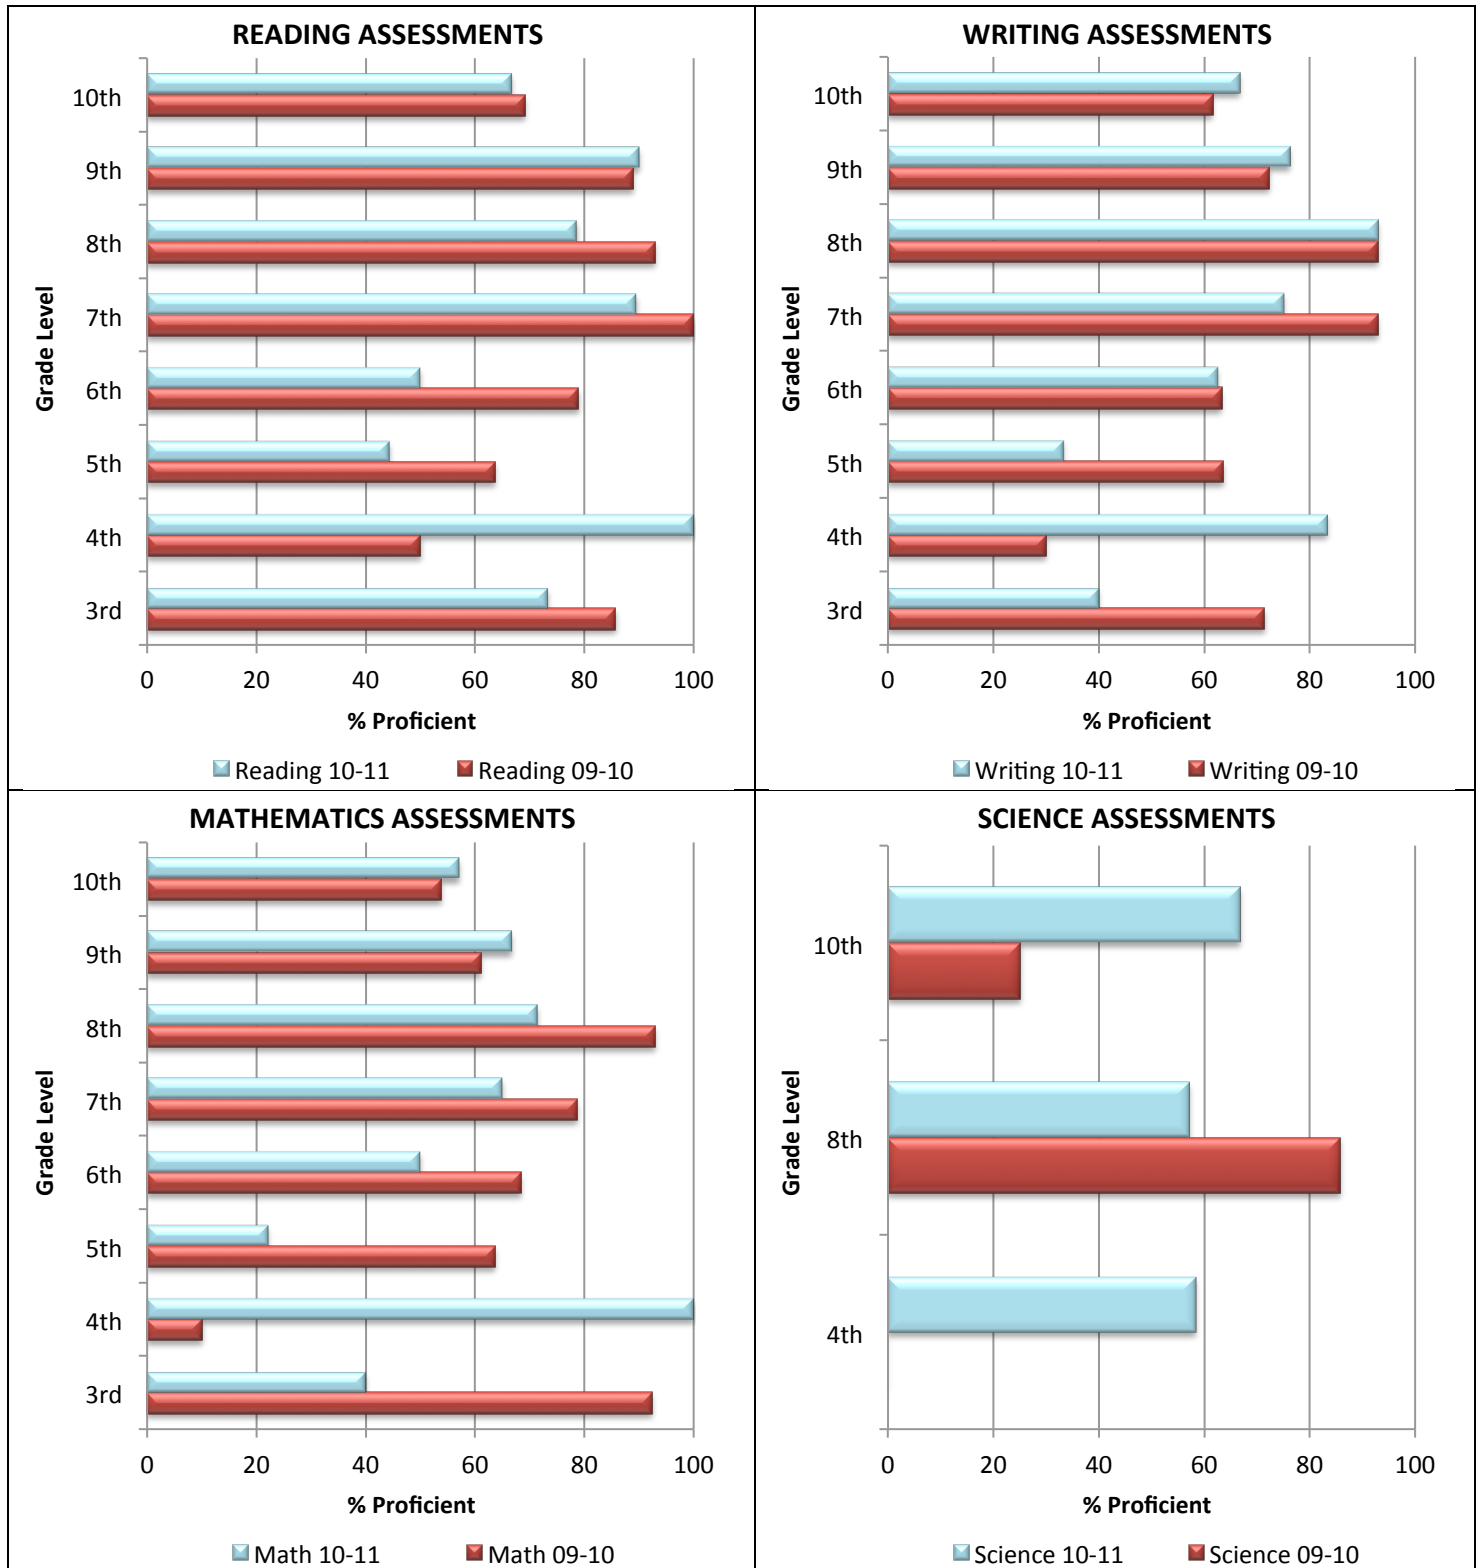 READING ASSESSMENTS
10th
9th
8th
7th
6th
5th
4th
3rd
Grade Level
0 20 40 60 80 100
% Proficient
Reading 10-11 Reading 09-10
WRITING ASSESSMENTS
10th
9th
8th
7th
6th
5th
4th
3rd
Grade Level
0 20 40 60 80 100
% Proficient
Writing 10-11 Writing 09-10
MATHEMATICS ASSESSMENTS
10th
9th
8th
7th
6th
5th
4th
3rd
Grade Level
0 20 40 60 80 100
% Proficient
Math 10-11 Math 09-10
SCIENCE ASSESSMENTS
10th
8th
4th
Grade Level
0 20 40 60 80 100
% Proficient
Science 10-11 Science 09-10